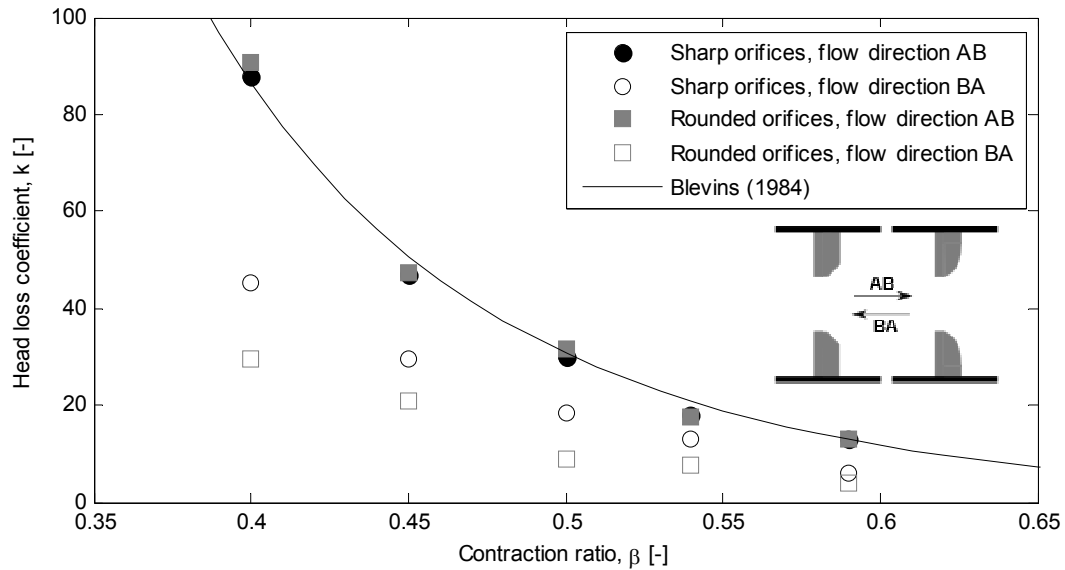 Head loss coefficient, k [-]
100
80
60
40
20
0
Sharp orifices, flow direction AB
Sharp orifices, flow direction BA
Rounded orifices, flow direction AB
Rounded orifices, flow direction BA
Blevins (1984)
AB
BA
0.35 0.4 0.45 0.5 0.55 0.6 0.65
Contraction ratio, β [-]